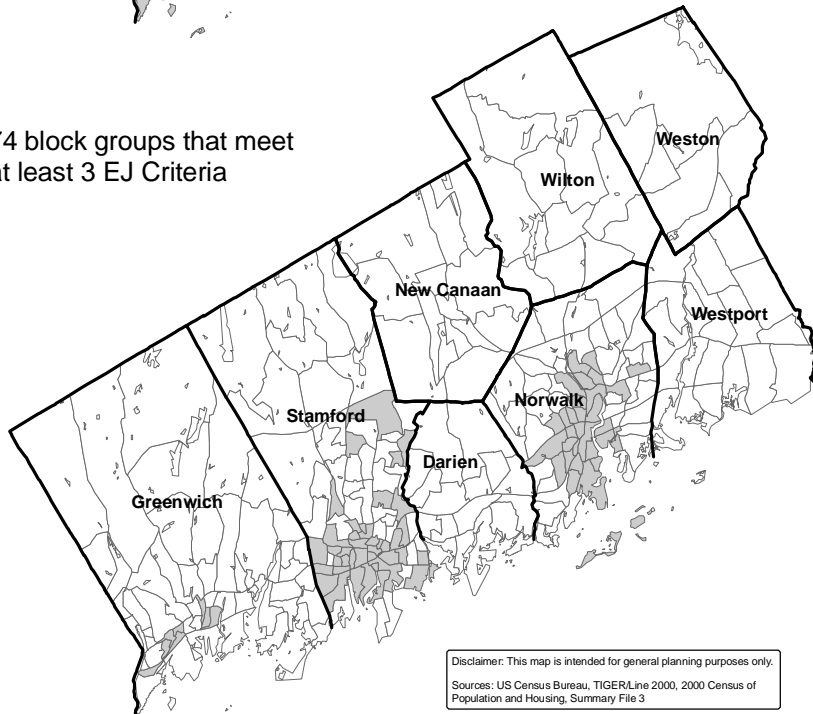 74 block groups that meet
at least 3 EJ Criteria
Weston
Wilton
New Canaan
Westport
Norwalk
Stamford
Darien
Greenwich
Disclaimer: This map is intended for general planning purposes only.
Sources: US Census Bureau, TIGER/Line 2000, 2000 Census of
Population and Housing, Summary File 3